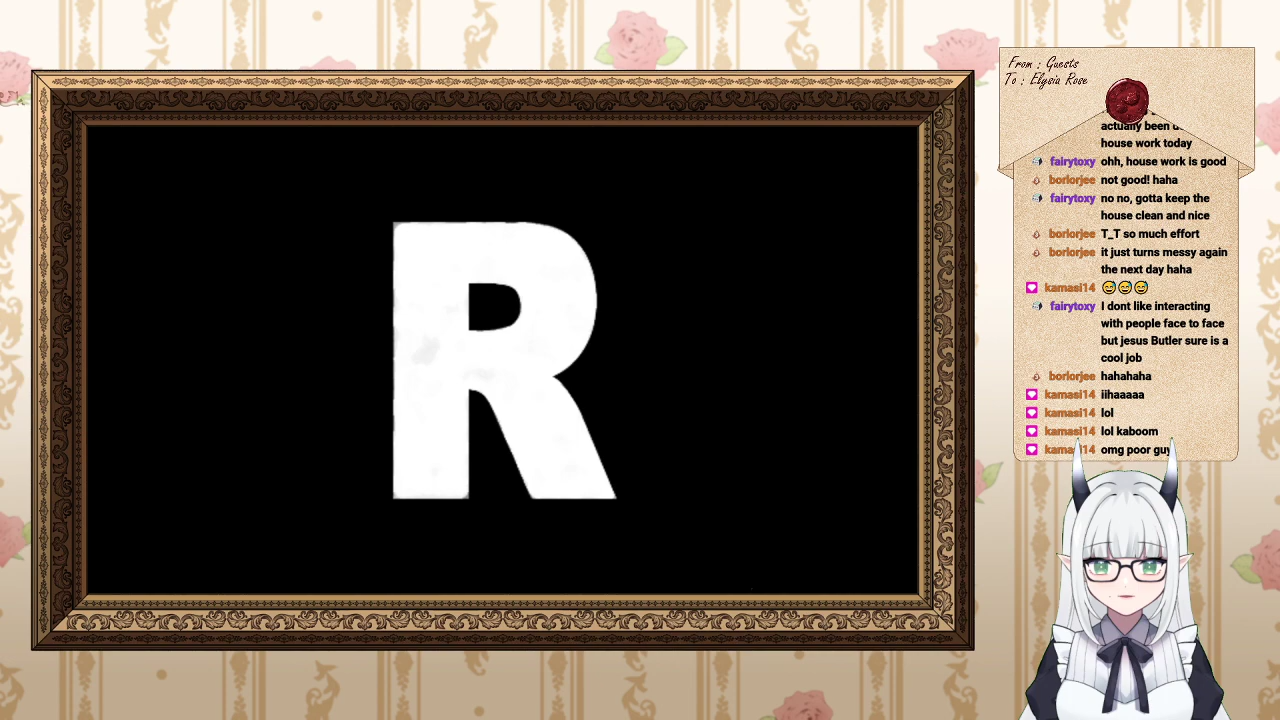 R
From : Guests
To : Elysia Rose
actually been
house work today
fairytoxy ohh, house work is good
borlorjee not good! haha
fairytoxy no no, gotta keep the
house clean and nice
borlorjee T_T so much effort
borlorjee it just turns messy again
the next day haha
kamasi14 😅😅😅
fairytoxy I dont like interacting
with people face to face
but jesus Butler sure is a
cool job
borlorjee hahahaha
kamasi14 iihaaaaa
kamasi14 lol
kamasi14 lol kaboom
kamasi14 omg poor guy